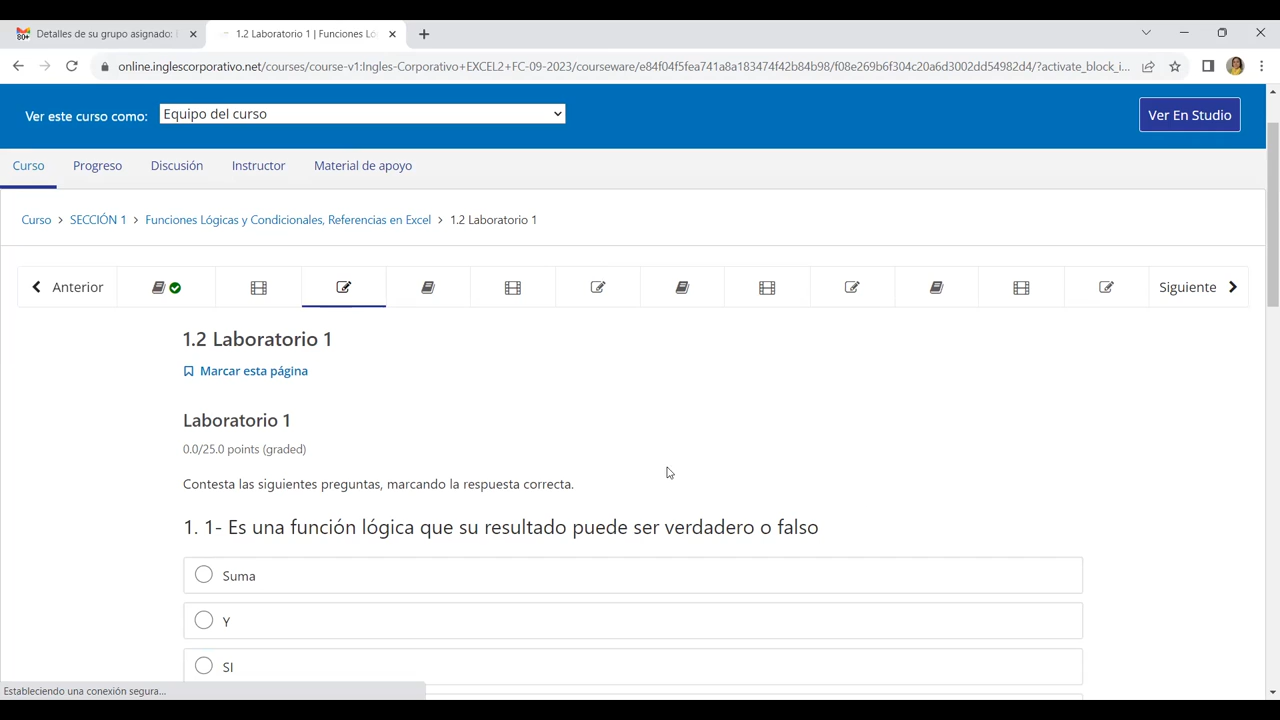 80+ Detalles de su grupo asignado:
1.2 Laboratorio 1 | Funciones Ló
online.inglescorporativo.net/courses/course-v1:Ingles-Corporativo+EXCEL2+FC-09-2023/courseware/e84f04f5fea741a8a183474f42b84b98/f08e269b6f304c20a6d3002dd54982d4/?activate_block_i...
Ver este curso como:
Equipo del curso
Ver En Studio
Curso
Progreso
Discusión
Instructor
Material de apoyo
Curso > SECCIÓN 1 > Funciones Lógicas y Condicionales, Referencias en Excel > 1.2 Laboratorio 1
Anterior
Siguiente
1.2 Laboratorio 1
Marcar esta página
Laboratorio 1
0.0/25.0 points (graded)
Contesta las siguientes preguntas, marcando la respuesta correcta.
1. 1- Es una función lógica que su resultado puede ser verdadero o falso
Suma
Y
SI
Estableciendo una conexión segura...